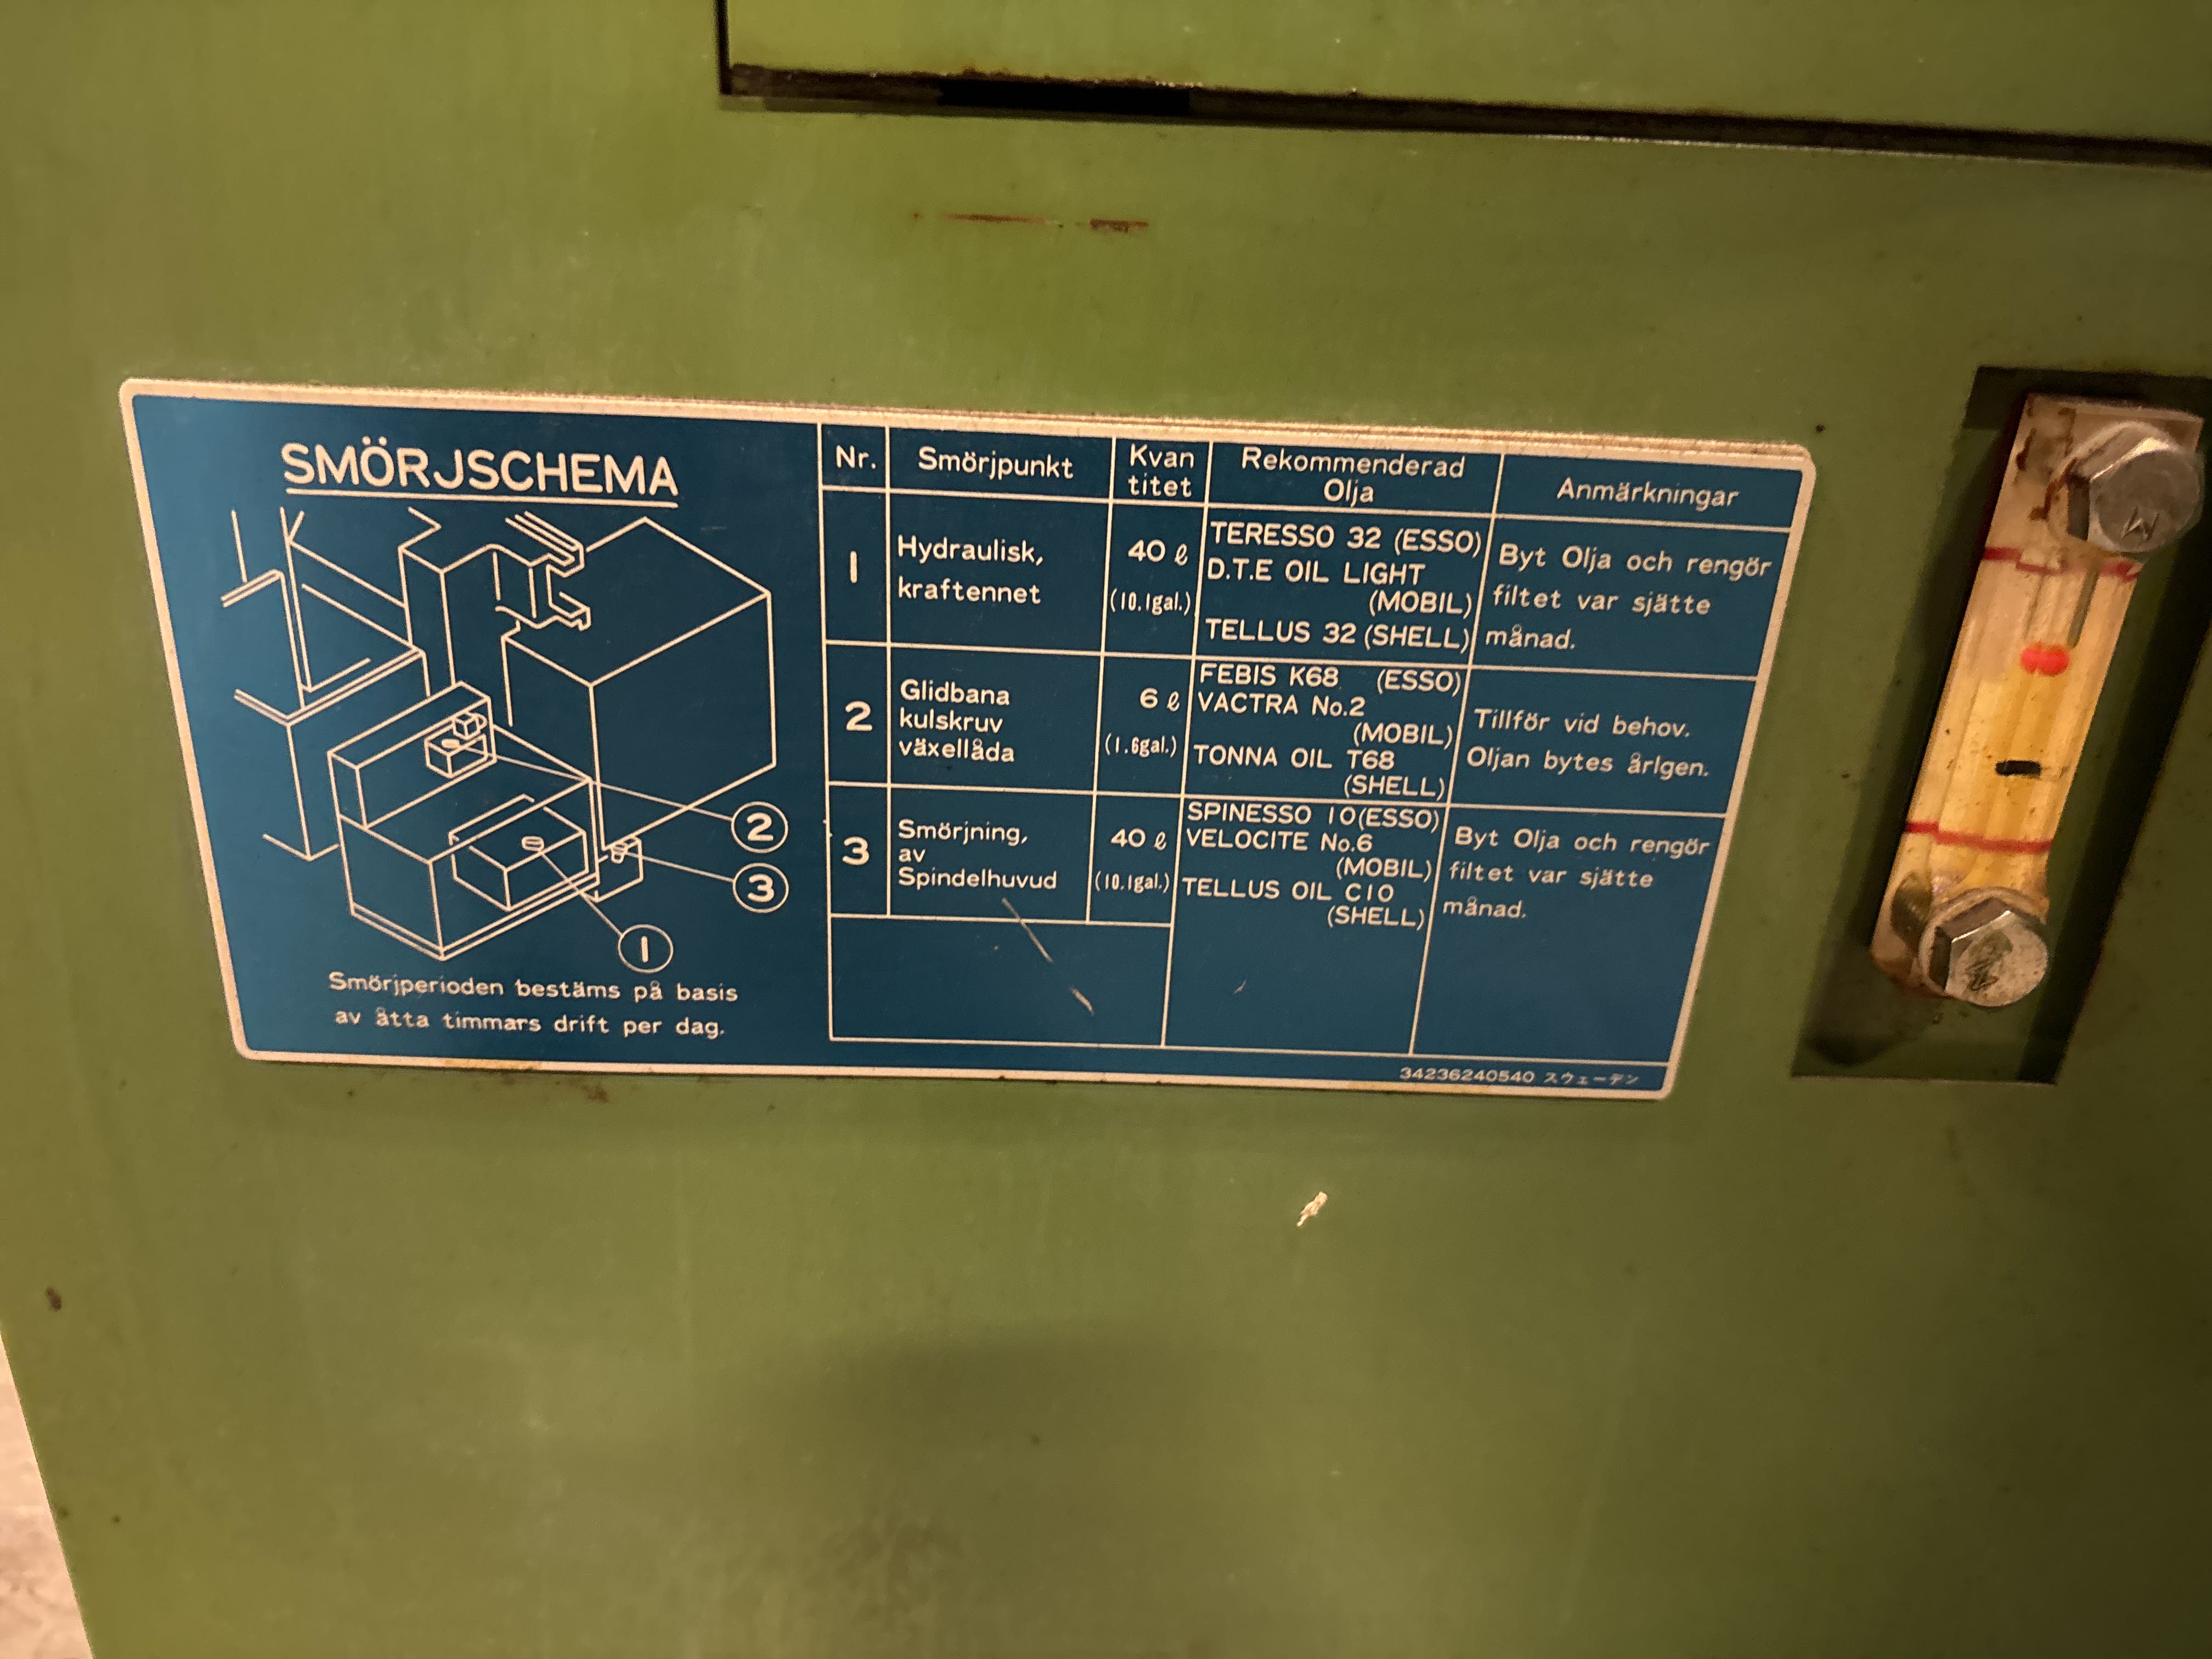 SMÖRJSCHEMA
2
3
1
Smörjperioden bestäms på basis
av åtta timmars drift per dag.
Nr. Smörjpunkt Kvan titet Rekommenderad Olja Anmärkningar
1
Hydraulisk,
kraftennet
40 ℓ
(10.1gal.)
TERESSO 32 (ESSO)
D.T.E OIL LIGHT
(MOBIL)
TELLUS 32 (SHELL)
Byt Olja och rengör
filtet var sjätte
månad.
2
Glidbana
kulskruv
växellåda
6 ℓ
(1.6gal.)
FEBIS K68 (ESSO)
VACTRA No.2
(MOBIL)
TONNA OIL T68
(SHELL)
Tillför vid behov.
Oljan bytes årlgen.
3
Smörjning,
av
Spindelhuvud
40 ℓ
(10.1gal.)
SPINESSO 10(ESSO)
VELOCITE No.6
(MOBIL)
TELLUS OIL C10
(SHELL)
Byt Olja och rengör
filtet var sjätte
månad.
34236240540 スウェーデン